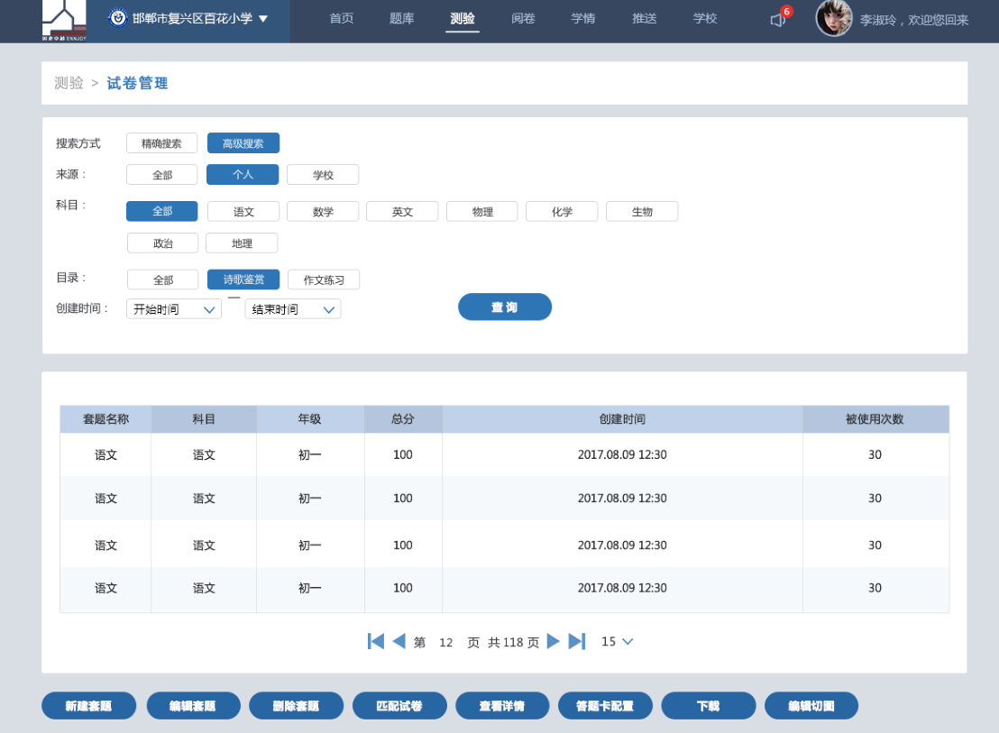 邯郸市复兴区百花小学 ▼ 首页 题库 测验 阅卷 学情 推送 学校 6 李淑玲，欢迎您回来
测验 > 试卷管理
搜索方式 精确搜索 高级搜索
来源： 全部 个人 学校
科目： 全部 语文 数学 英文 物理 化学 生物
政治 地理
目录： 全部 诗歌鉴赏 作文练习
创建时间： 开始时间 — 结束时间 查询
套题名称 科目 年级 总分 创建时间 被使用次数
语文 语文 初一 100 2017.08.09 12:30 30
语文 语文 初一 100 2017.08.09 12:30 30
语文 语文 初一 100 2017.08.09 12:30 30
语文 语文 初一 100 2017.08.09 12:30 30
第 12 页 共 118 页 15
新建套题 编辑套题 删除套题 匹配试卷 查看详情 答题卡配置 下载 编辑切图